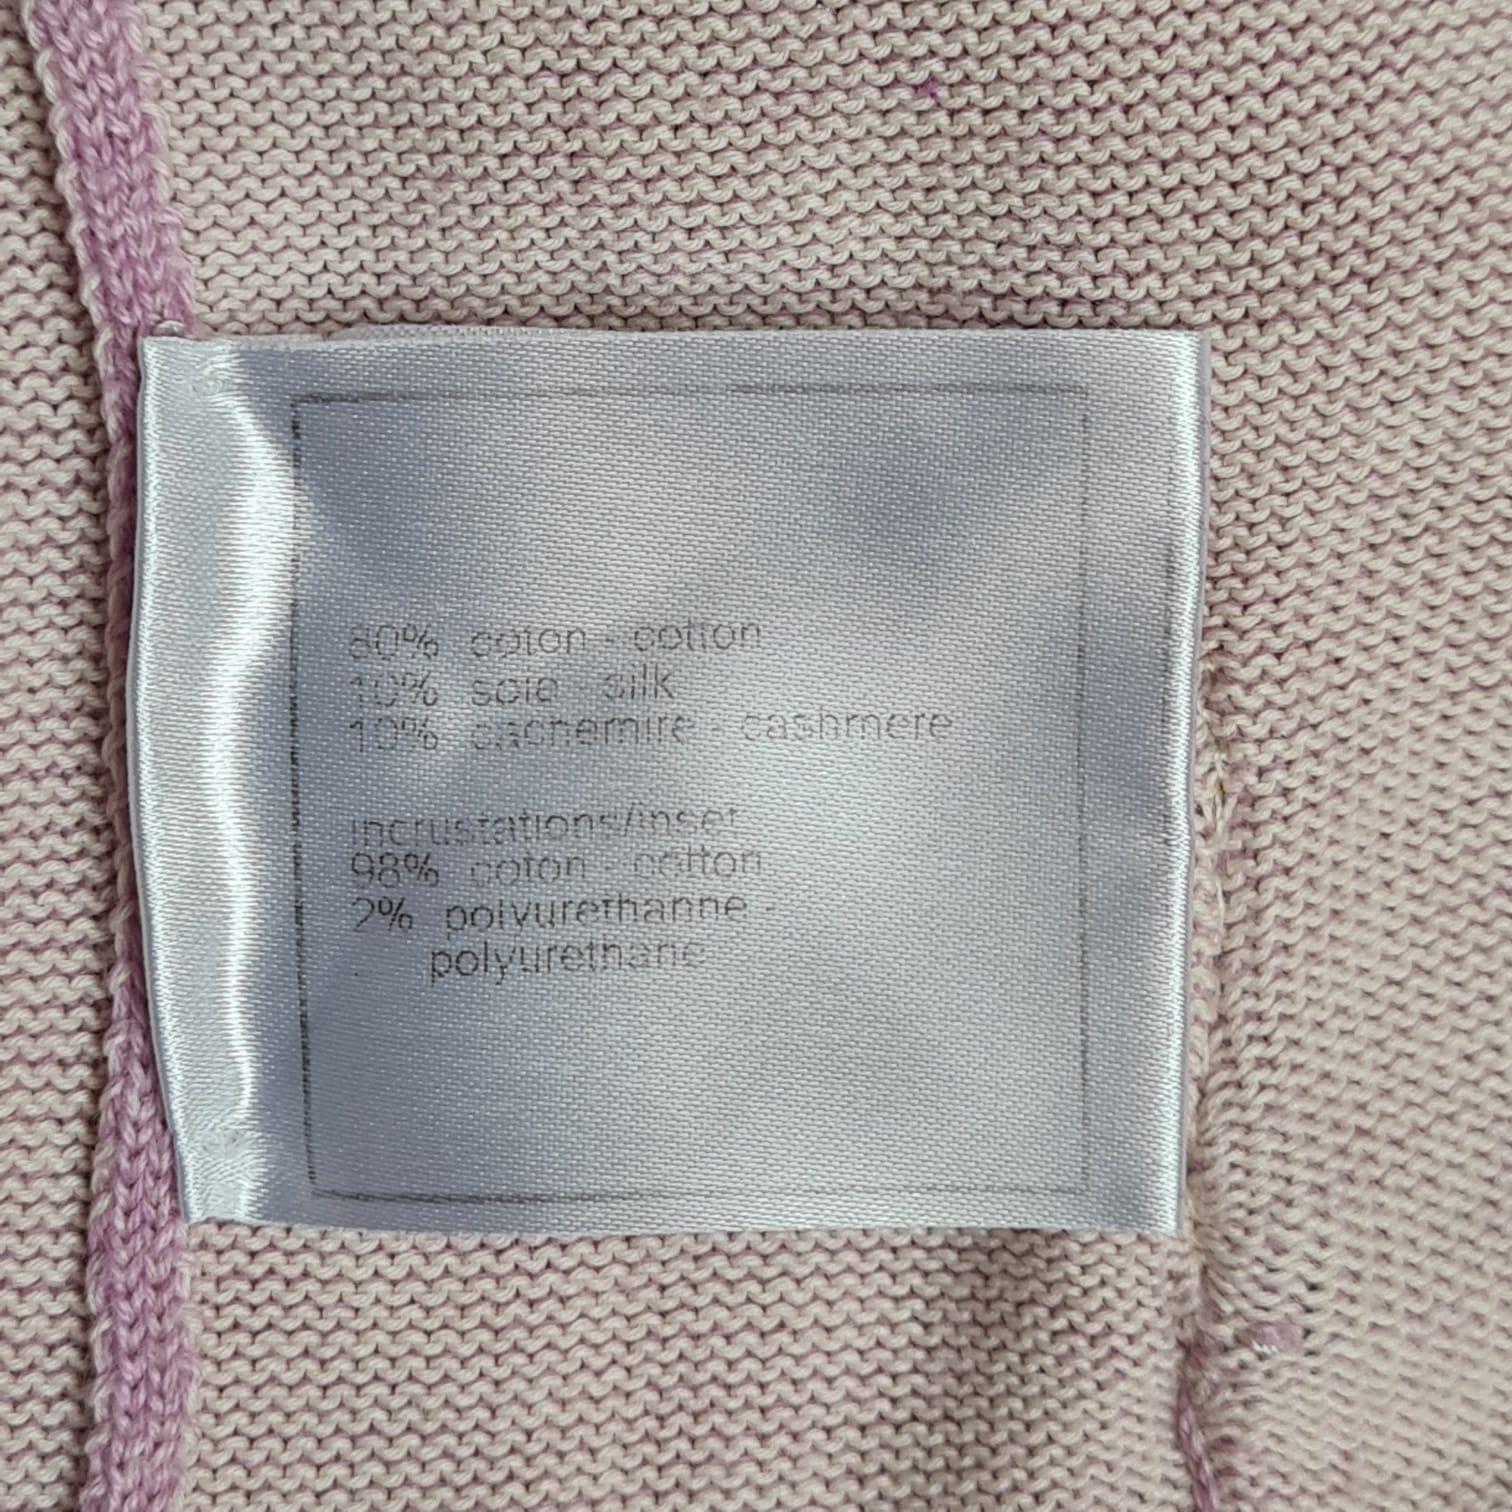 80% coton - cotton
10% soie - silk
10% cachemire - cashmere
incrustations/inset
98% coton - cotton
2% polyurethanne -
polyurethane